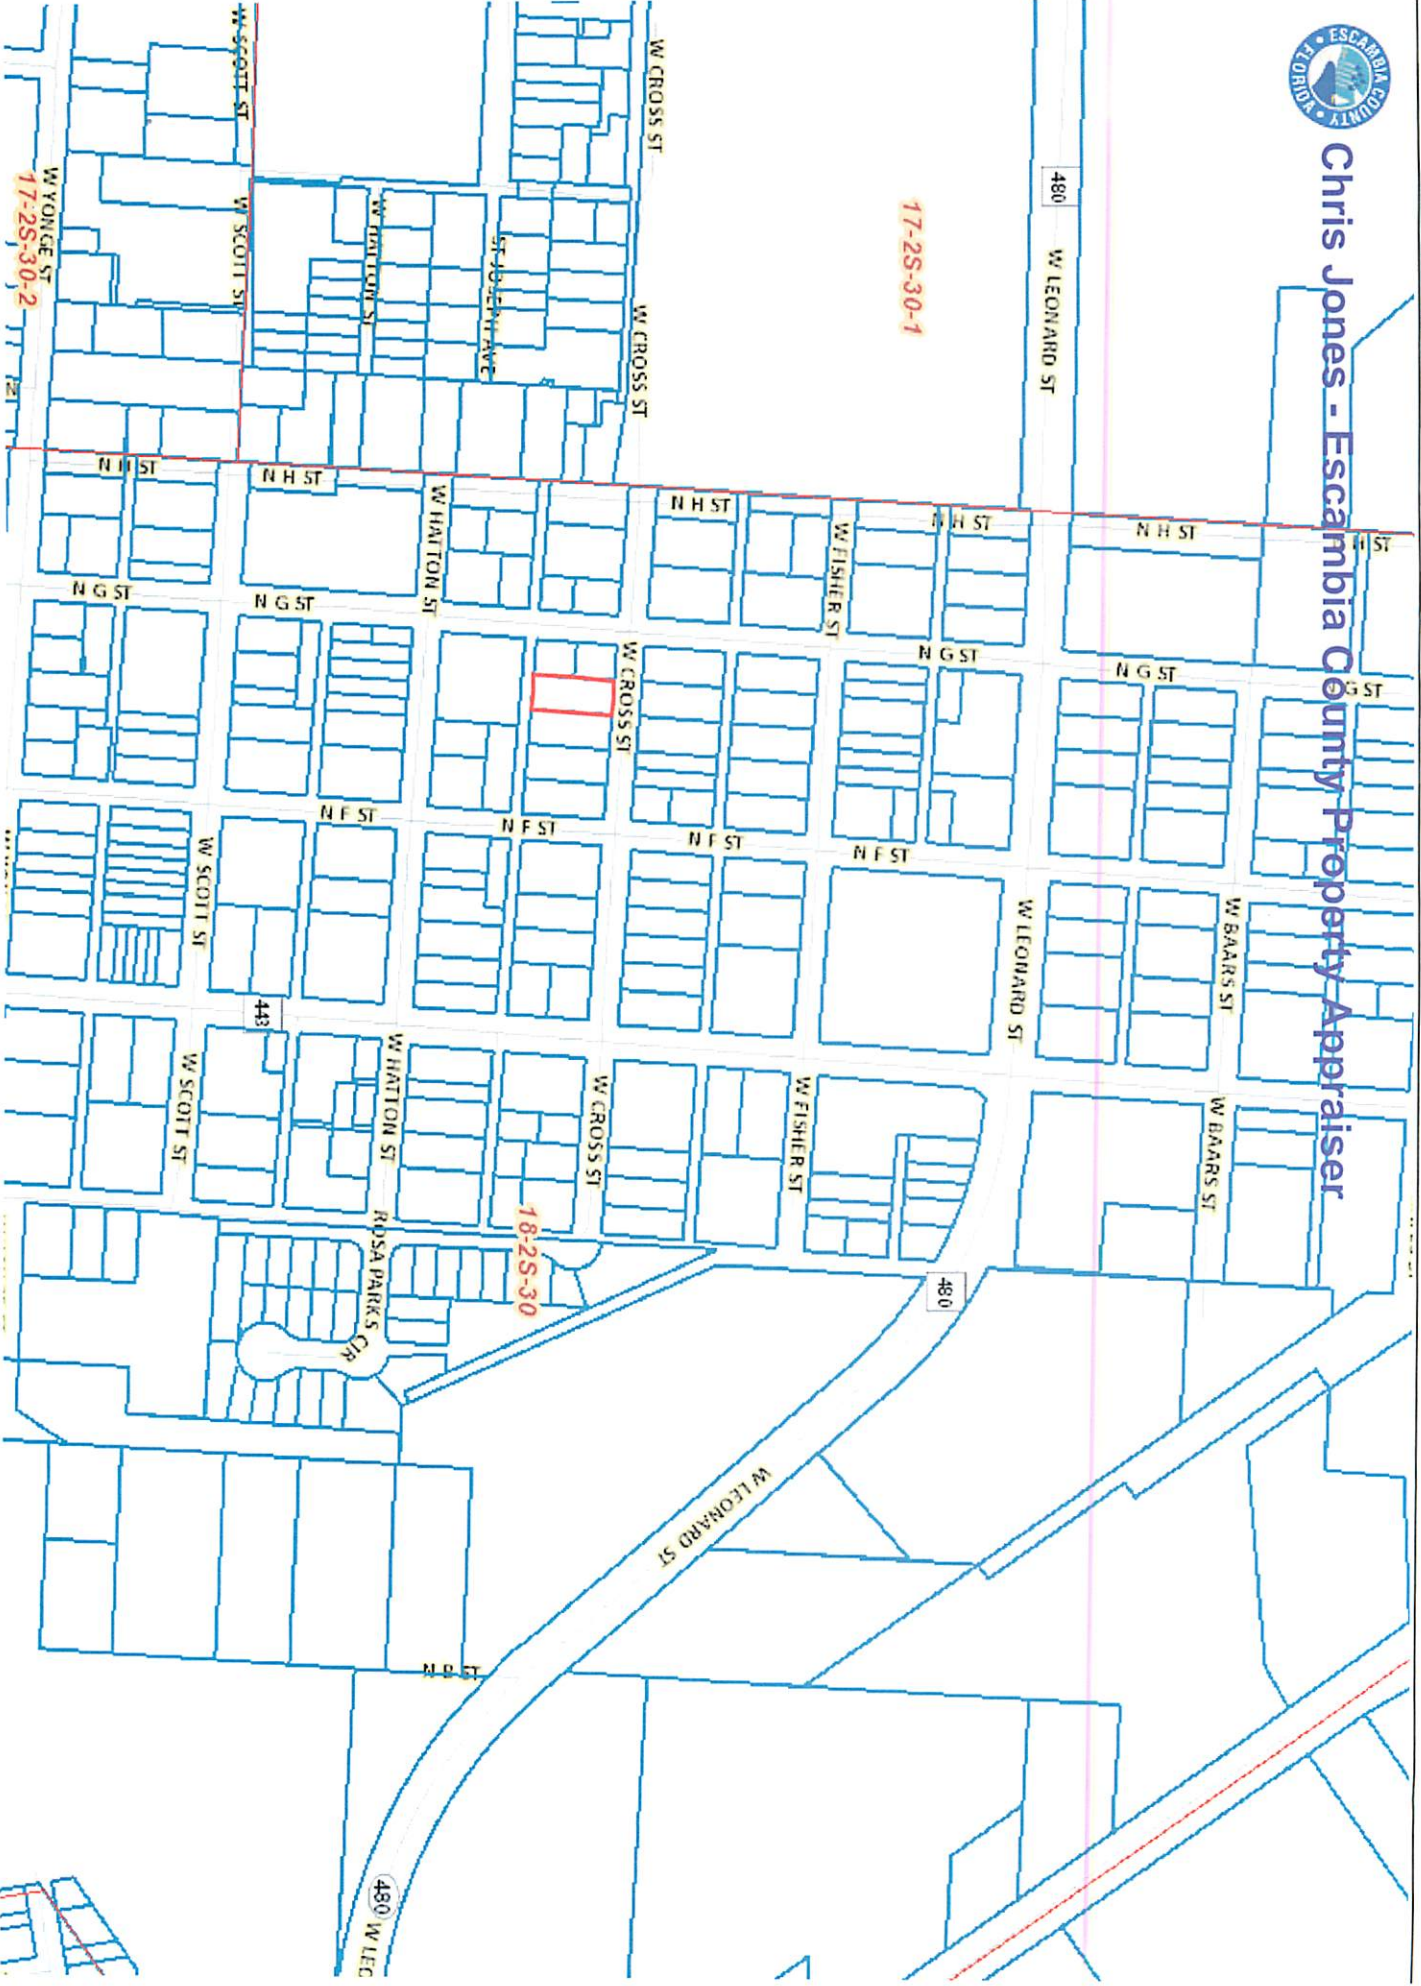 ESCAMBIA COUNTY
FLORIDA
Chris Jones - Escambia County Property Appraiser
H ST
G ST
N H ST
N G ST
W BAARS ST
W BAARS ST
480
W LEONARD ST
W LEONARD ST
480
N H ST
N G ST
N F ST
17-2S-30-1
W FISHER ST
W FISHER ST
W LEONARD ST
N H ST
N F ST
W CROSS ST
W CROSS ST
W CROSS ST
W CROSS ST
18-2S-30
W HATTON ST
W HATTON ST
W HATTON ST
N F ST
N B ST
ROSA PARKS CIR
480
W LEO
N H ST
N G ST
N F ST
443
W SCOTT ST
W SCOTT ST
W SCOTT ST
W SCOTT ST
N H ST
N G ST
W YONGE ST
17-2S-30-2